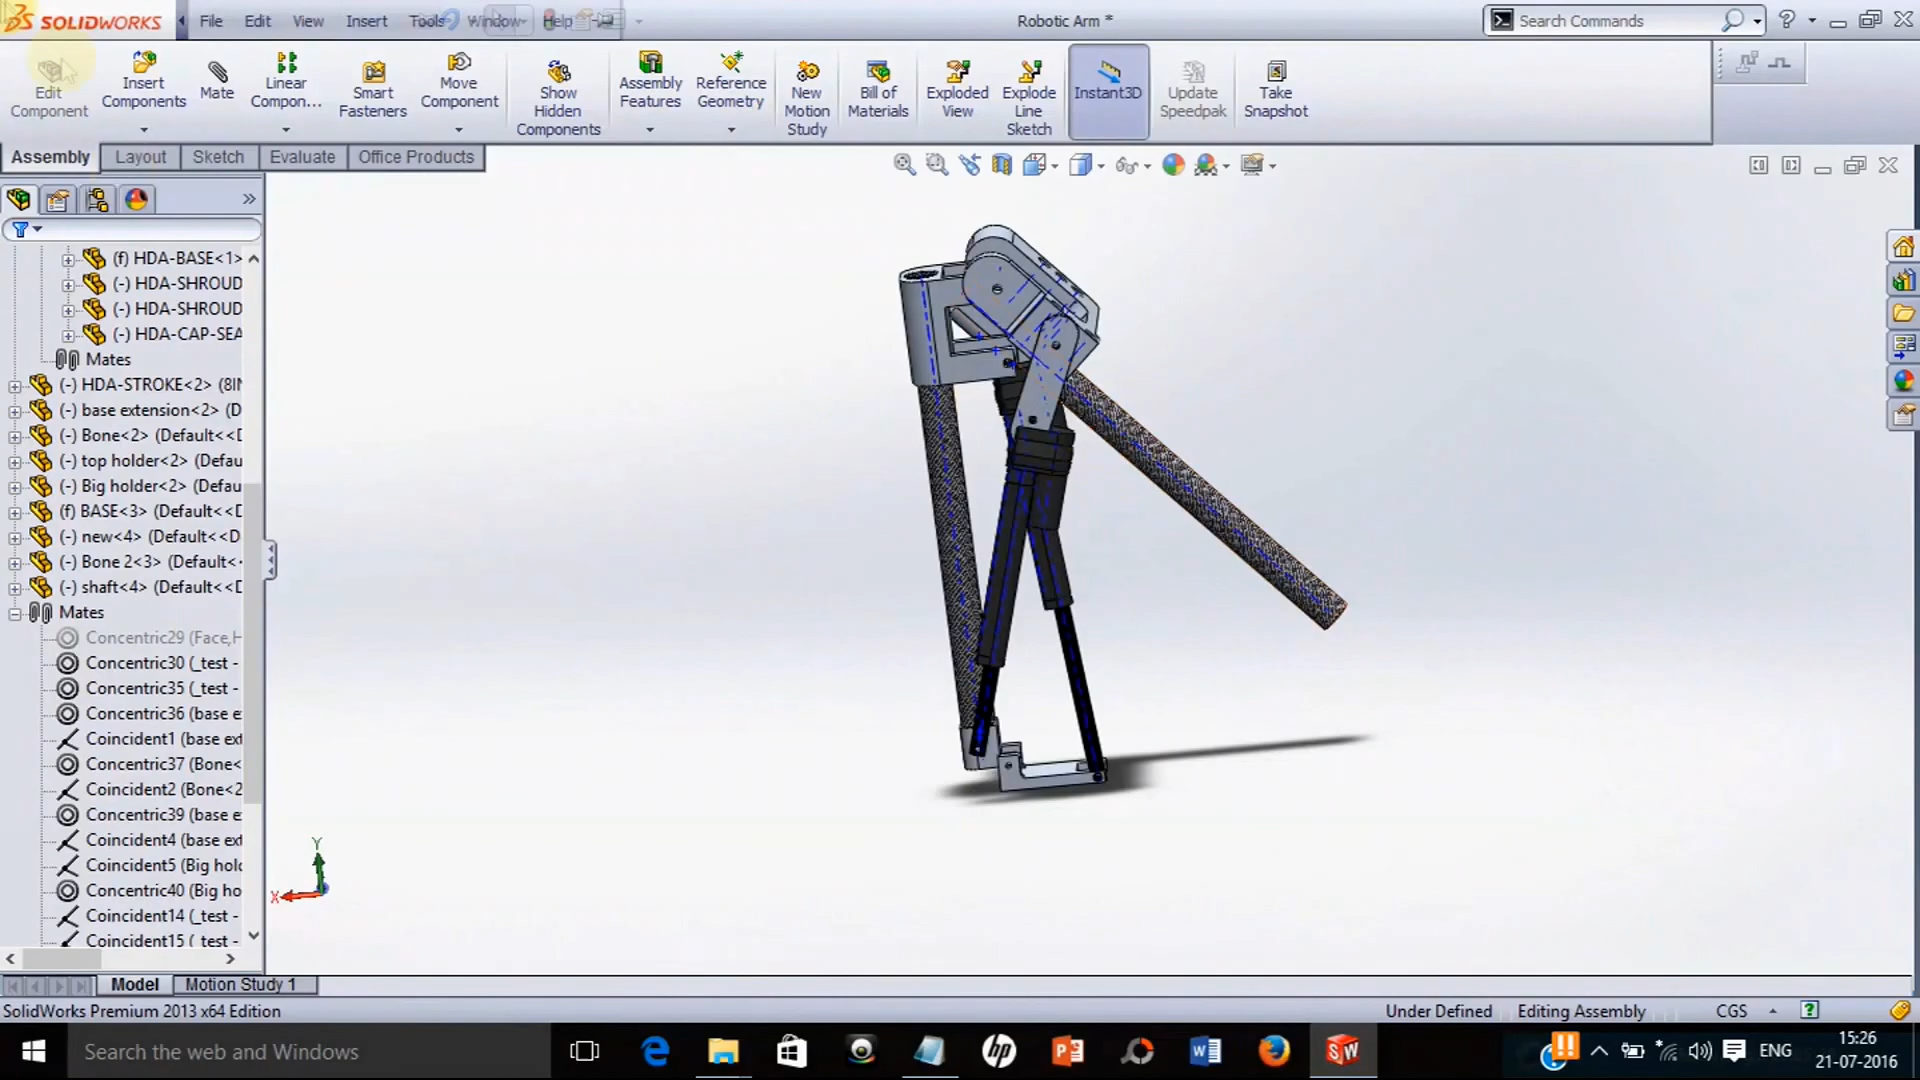 SOLIDWORKS File Edit View Insert Tools Window Help Robotic Arm * Search Commands
Edit Component
Insert Components
Mate
Linear Compon...
Smart Fasteners
Move Component
Show Hidden Components
Assembly Features
Reference Geometry
New Motion Study
Bill of Materials
Exploded View
Explode Line Sketch
Instant3D
Update Speedpak
Take Snapshot
Assembly Layout Sketch Evaluate Office Products
(f) HDA-BASE<1>
(-) HDA-SHROUD
(-) HDA-SHROUD
(-) HDA-CAP-SEA
Mates
(-) HDA-STROKE<2> (8IN
(-) base extension<2> (D
(-) Bone<2> (Default<<D
(-) top holder<2> (Defau
(-) Big holder<2> (Defau
(f) BASE<3> (Default<<D
(-) new<4> (Default<<D
(-) Bone 2<3> (Default<
(-) shaft<4> (Default<<D
Mates
Concentric29 (Face,H
Concentric30 (_test -
Concentric35 (_test -
Concentric36 (base e
Coincident1 (base ext
Concentric37 (Bone<
Coincident2 (Bone<2
Concentric39 (base e
Coincident4 (base ext
Coincident5 (Big hold
Concentric40 (Big ho
Coincident14 (_test -
Coincident15 (_test -
Y
X
Model Motion Study 1
SolidWorks Premium 2013 x64 Edition Under Defined Editing Assembly CGS
Search the web and Windows ENG 15:26
21-07-2016